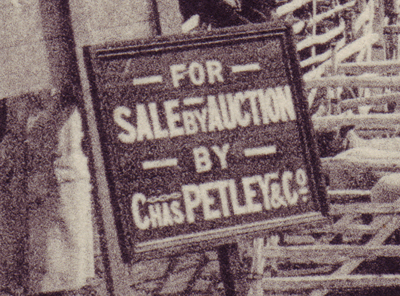 FOR
SALE BY AUCTION
BY
CHAS PETLEY & CO.